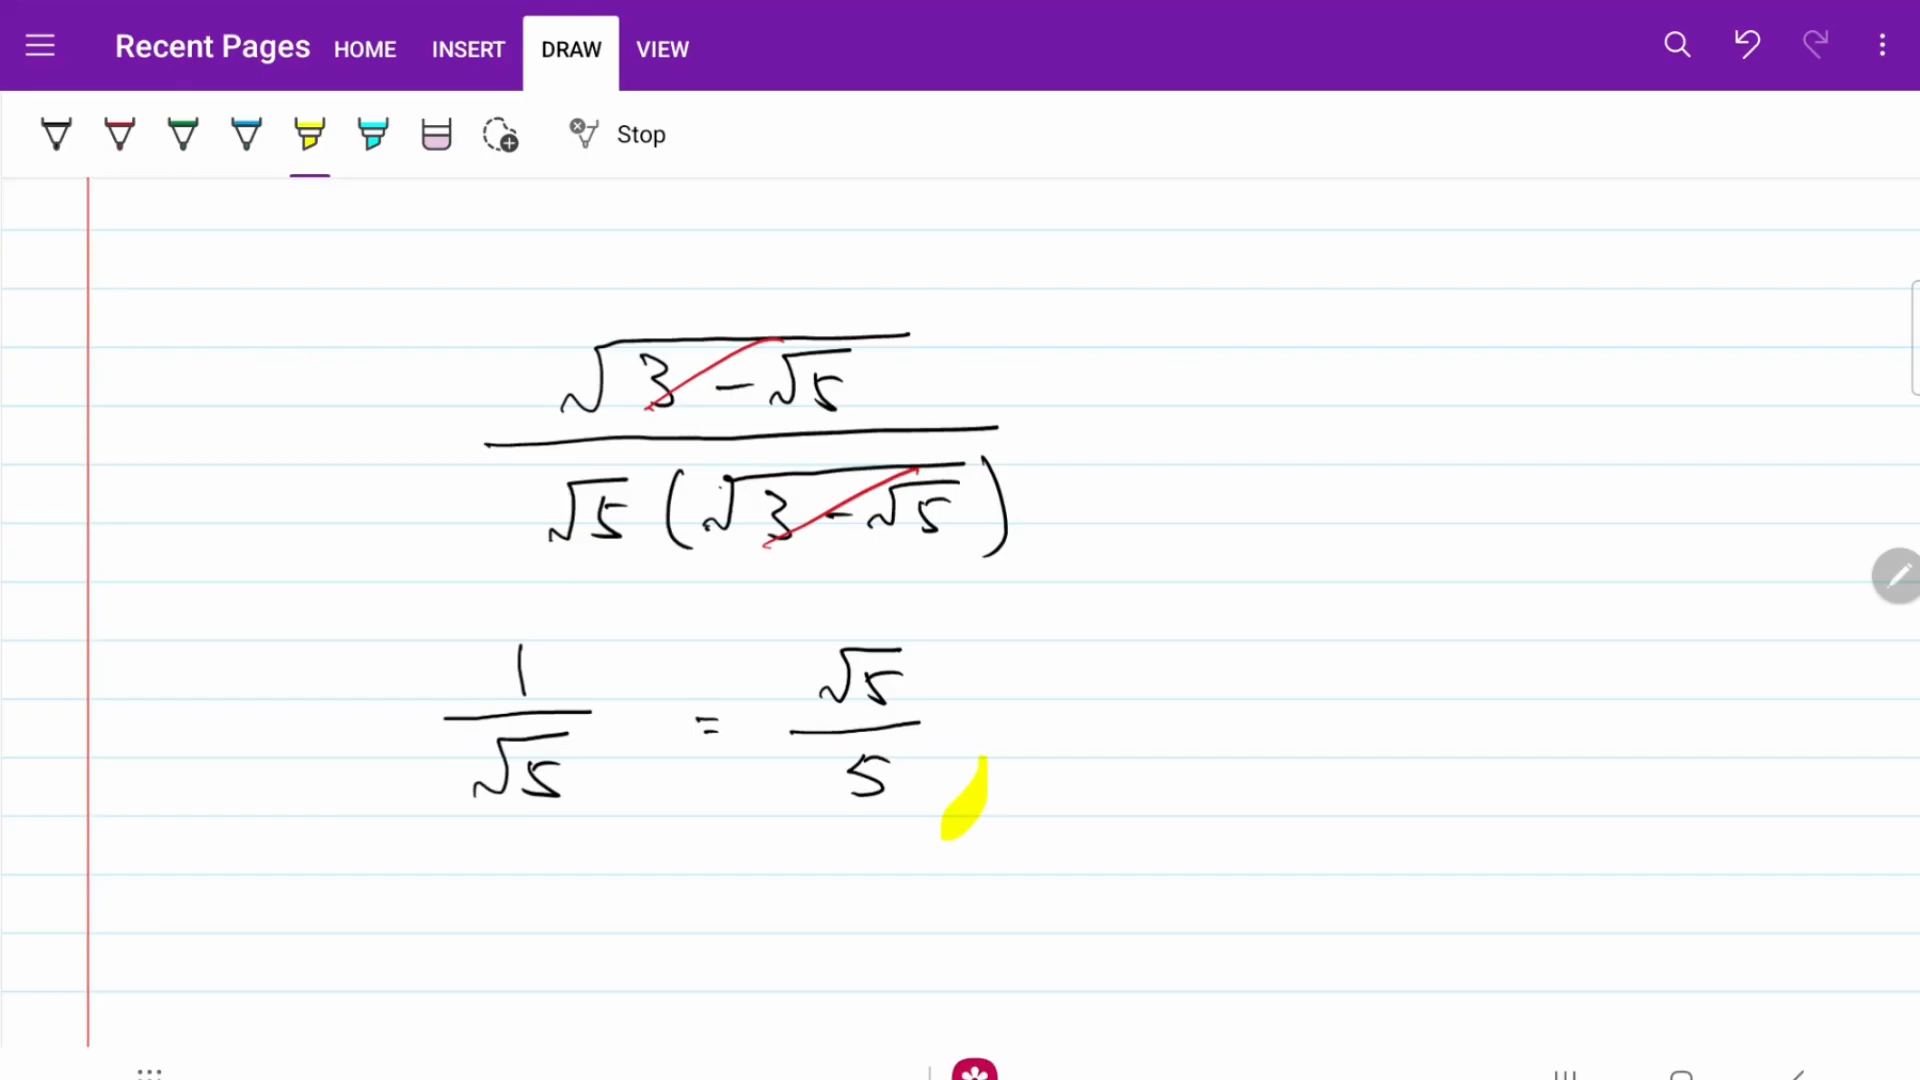 Recent Pages HOME INSERT DRAW VIEW
Stop
√(3 - √5)
√5 (√(3 - √5))
1/√5 = √5/5